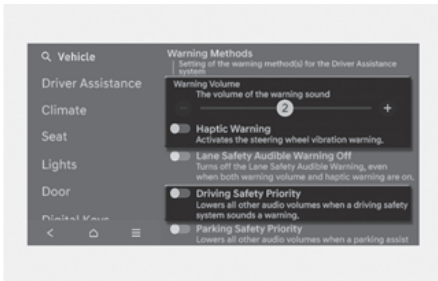 Vehicle
Driver Assistance
Climate
Seat
Lights
Door
Digital Keys
Warning Methods
Setting of the warning method(s) for the Driver Assistance
system
Warning Volume
The volume of the warning sound
2
Haptic Warning
Activates the steering wheel vibration warning.
Lane Safety Audible Warning Off
Turns off the Lane Safety Audible Warning, even
when both warning volume and haptic warning are on.
Driving Safety Priority
Lowers all other audio volumes when a driving safety
system sounds a warning.
Parking Safety Priority
Lowers all other audio volumes when a parking assist